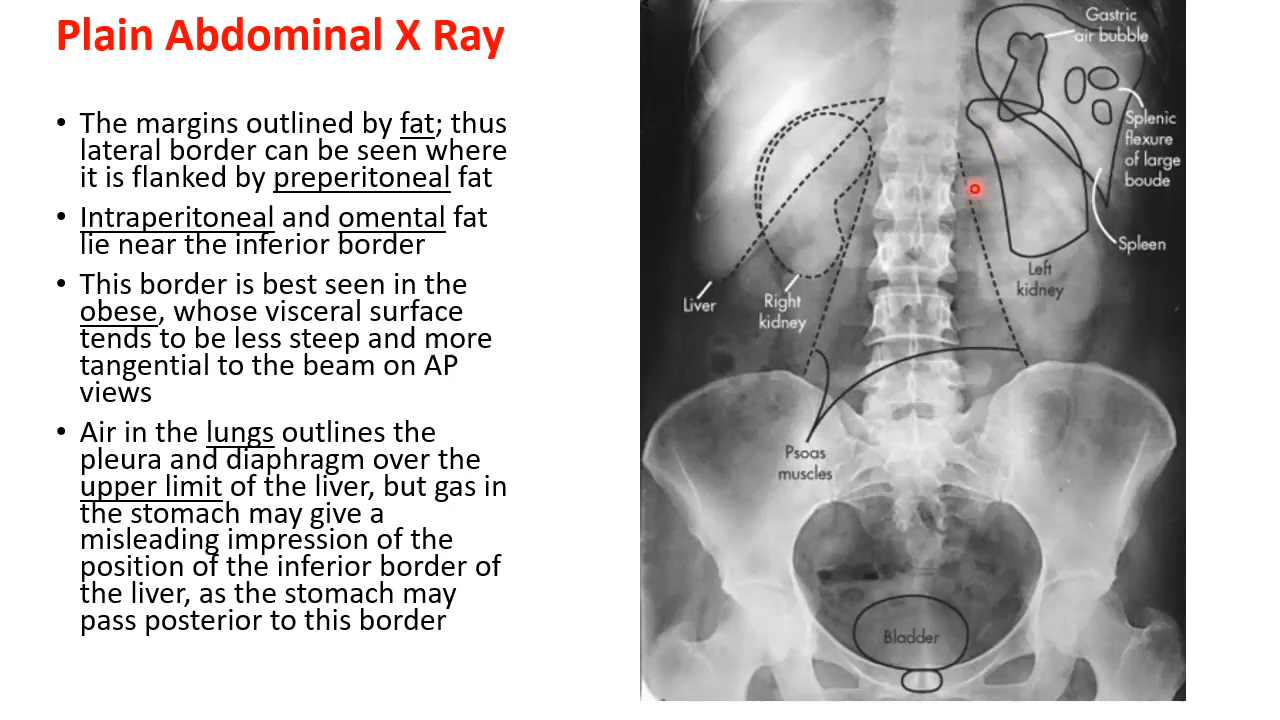 Plain Abdominal X Ray
• The margins outlined by fat; thus
lateral border can be seen where
it is flanked by preperitoneal fat
• Intraperitoneal and omental fat
lie near the inferior border
• This border is best seen in the
obese, whose visceral surface
tends to be less steep and more
tangential to the beam on AP
views
• Air in the lungs outlines the
pleura and diaphragm over the
upper limit of the liver, but gas in
the stomach may give a
misleading impression of the
position of the inferior border of
the liver, as the stomach may
pass posterior to this border
Gastric
air bubble
Splenic
flexure
of large
boude
Spleen
Left
kidney
Liver
Right
kidney
Psoas
muscles
Bladder